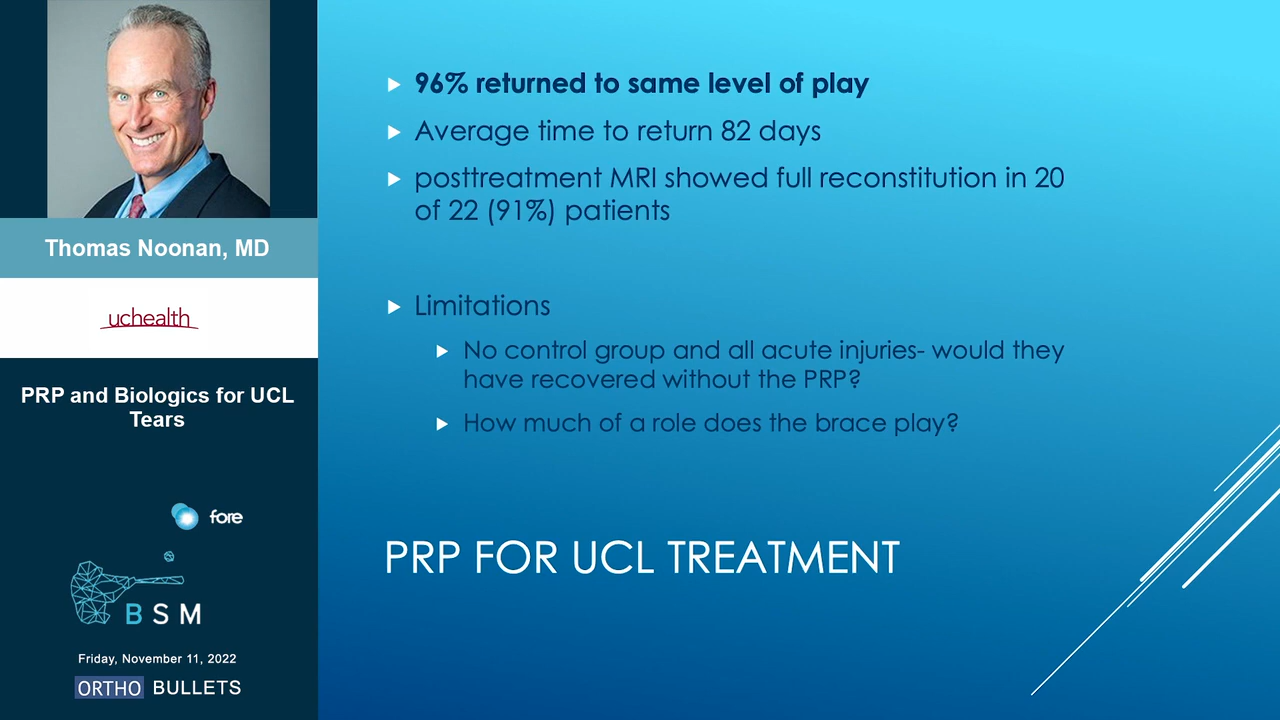 Thomas Noonan, MD
uchealth
PRP and Biologics for UCL
Tears
fore
BSM
Friday, November 11, 2022
ORTHO BULLETS
96% returned to same level of play
Average time to return 82 days
posttreatment MRI showed full reconstitution in 20
of 22 (91%) patients
Limitations
No control group and all acute injuries- would they
have recovered without the PRP?
How much of a role does the brace play?
PRP FOR UCL TREATMENT